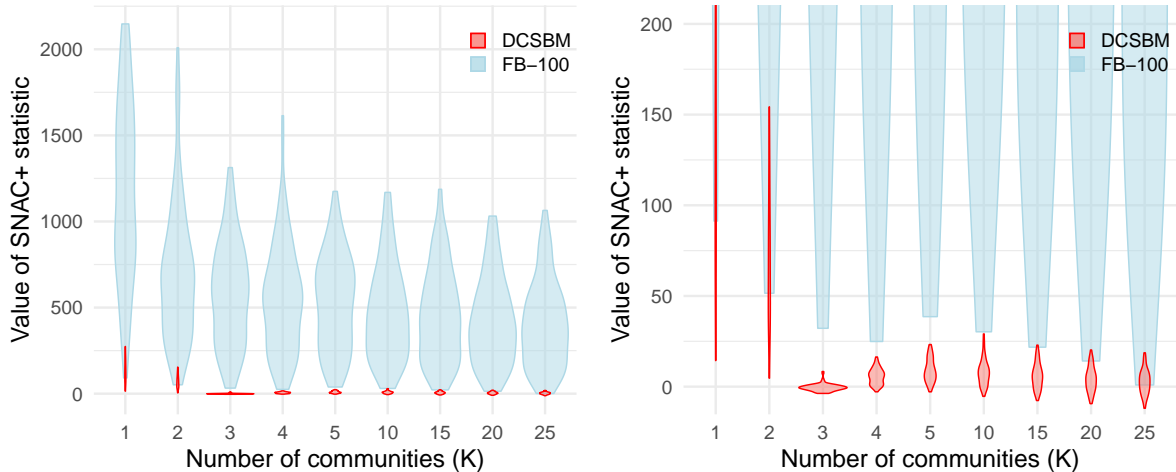 Value of SNAC+ statistic
2000
1500
1000
500
0
DCSBM
FB−100
1 2 3 4 5 10 15 20 25
Number of communities (K)
Value of SNAC+ statistic
200
150
100
50
0
DCSBM
FB−100
1 2 3 4 5 10 15 20 25
Number of communities (K)